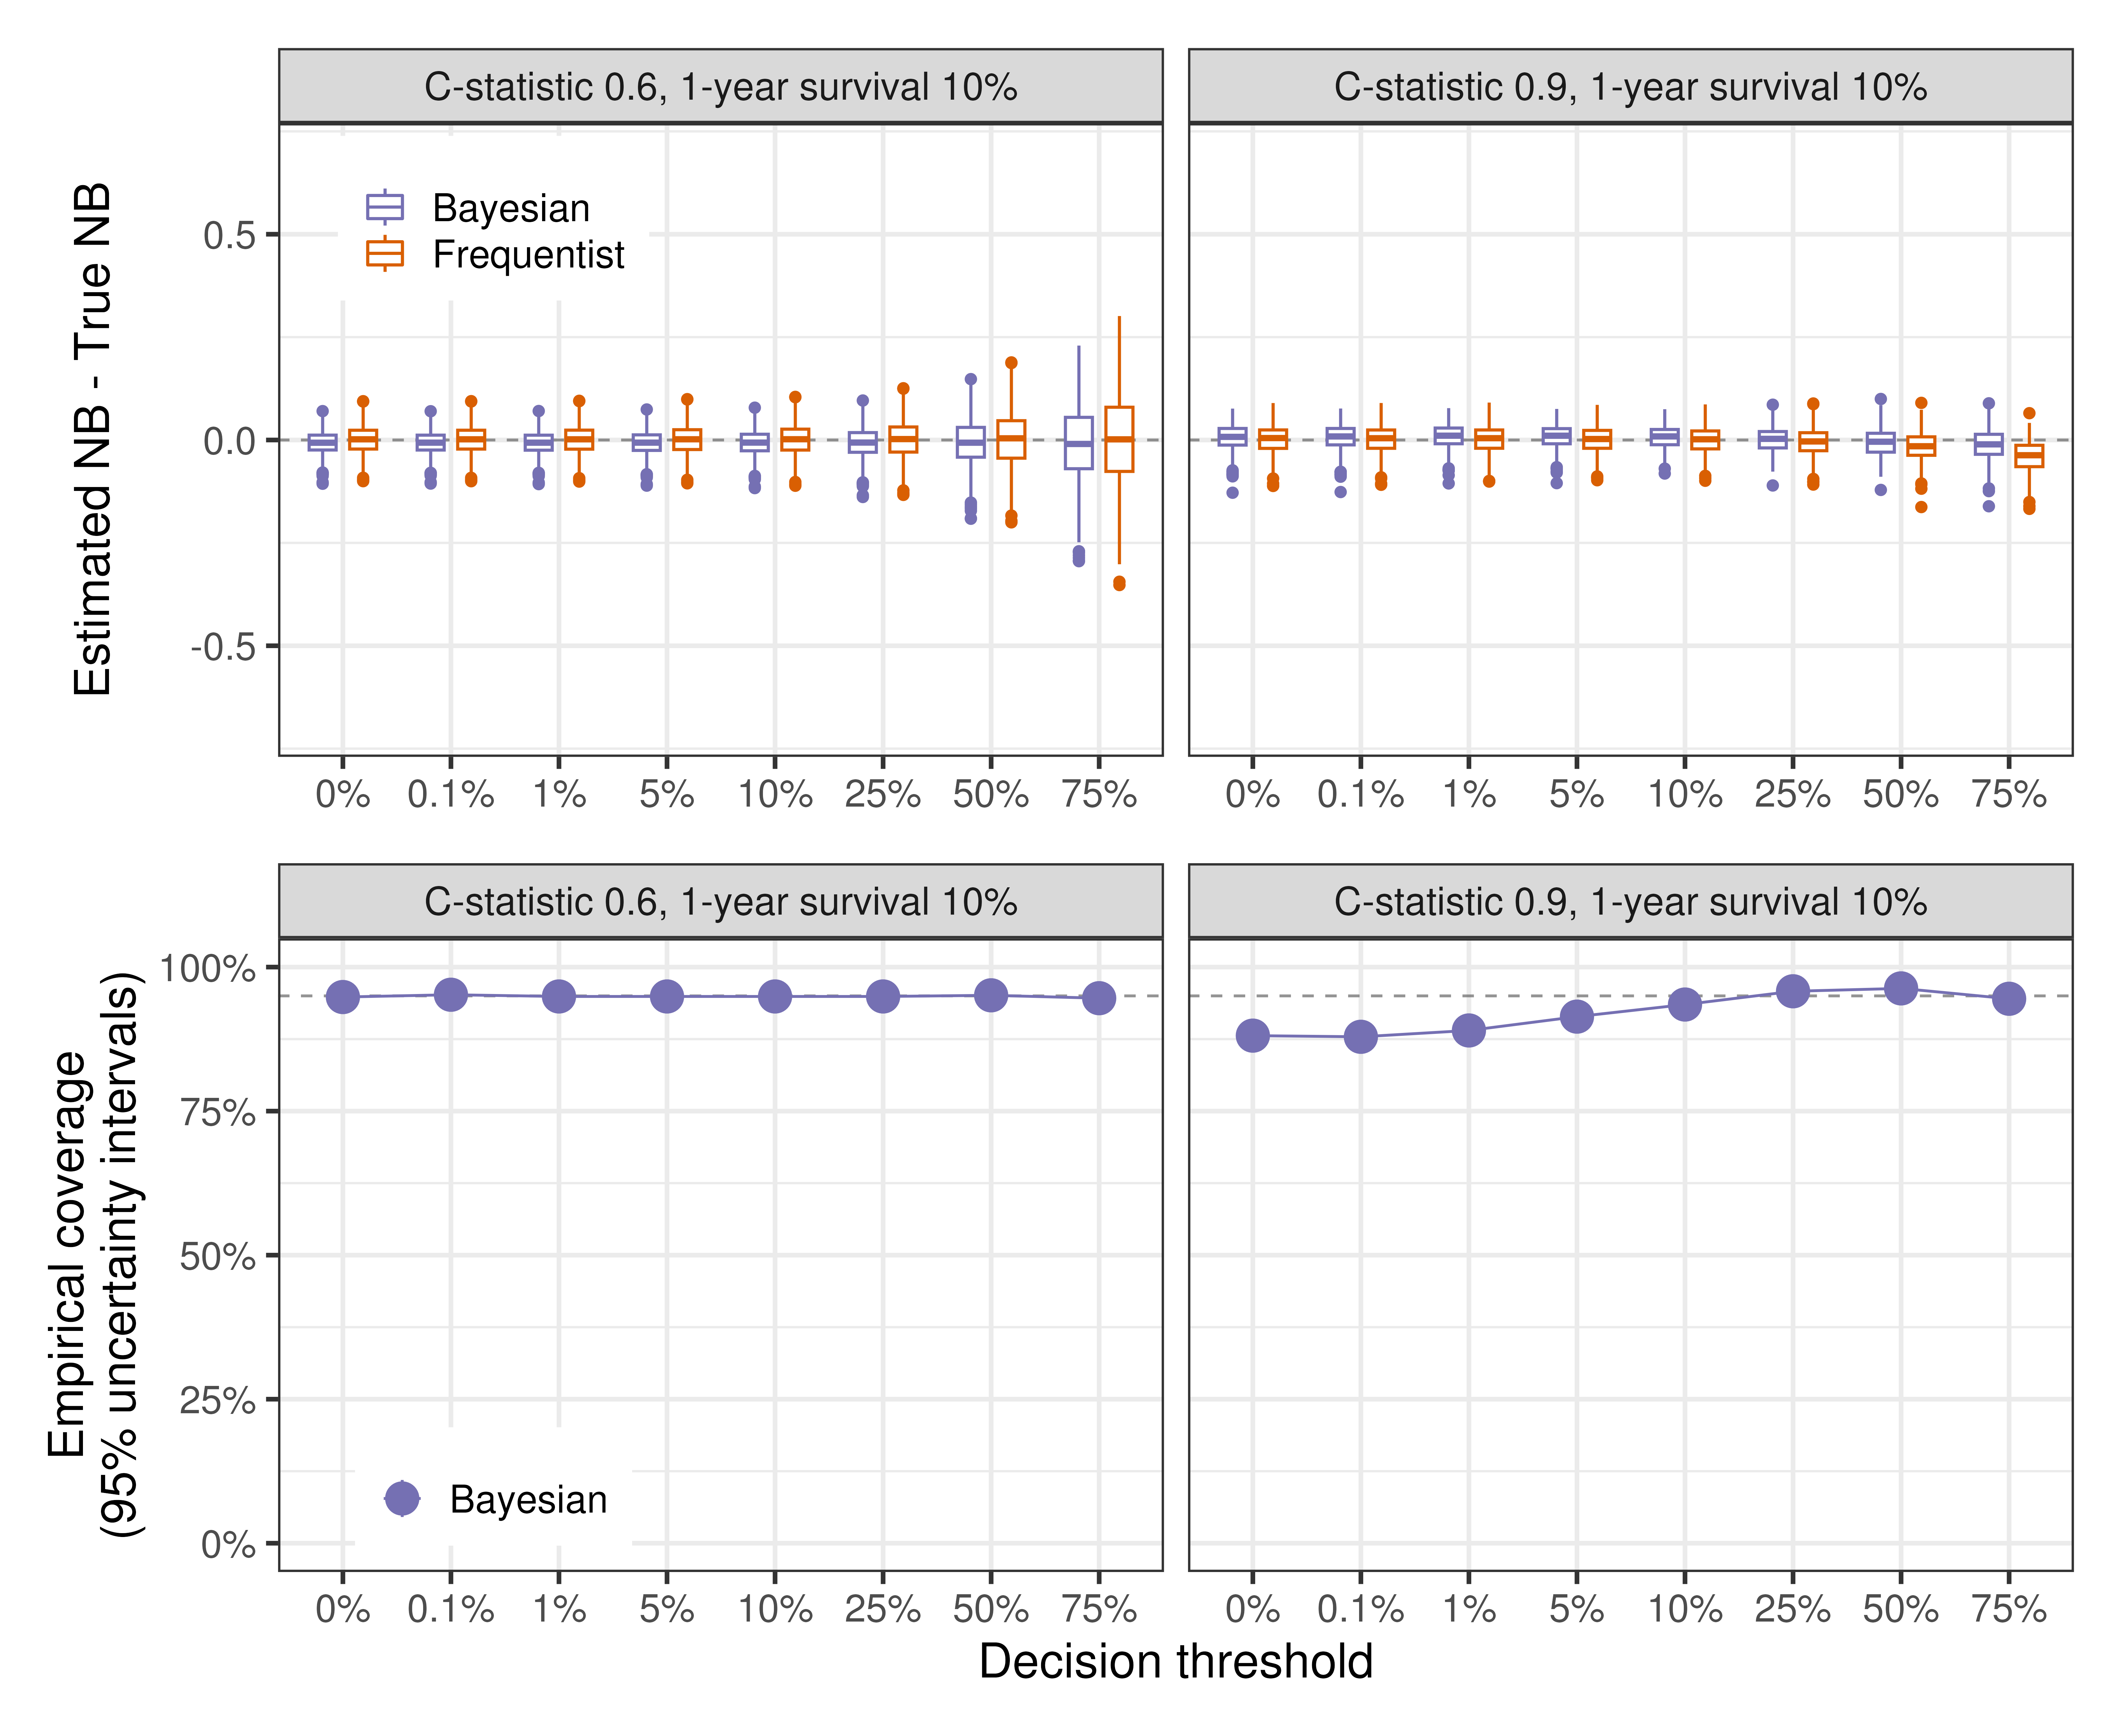 C-statistic 0.6, 1-year survival 10%
C-statistic 0.9, 1-year survival 10%
Estimated NB - True NB
0.5
0.0
-0.5
Bayesian
Frequentist
0% 0.1% 1% 5% 10% 25% 50% 75%
0% 0.1% 1% 5% 10% 25% 50% 75%
C-statistic 0.6, 1-year survival 10%
C-statistic 0.9, 1-year survival 10%
Empirical coverage
(95% uncertainty intervals)
100%
75%
50%
25%
0%
Bayesian
0% 0.1% 1% 5% 10% 25% 50% 75%
0% 0.1% 1% 5% 10% 25% 50% 75%
Decision threshold